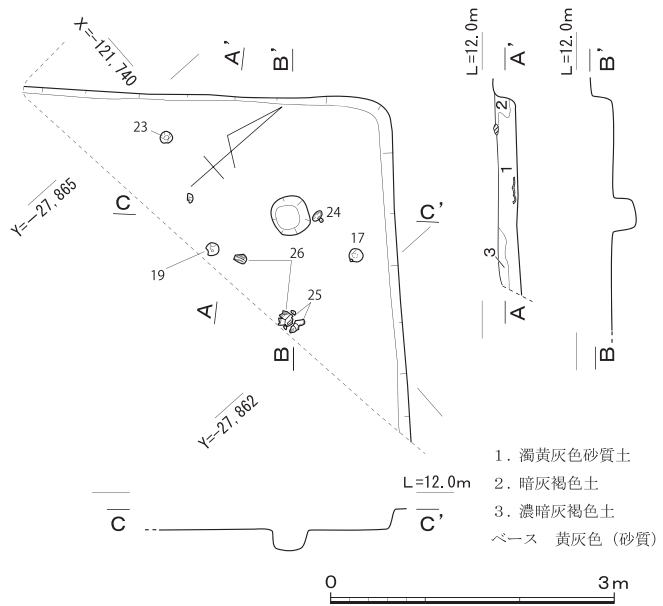 X=-121,740
A'
B'
L=12.0m
A'
L=12.0m
B'
23
2
1
Y=-27,865
C
24
C'
17
19
26
25
3
A
B
A
B
Y=-27,862
L=12.0m
C
C'
1. 濁黄灰色砂質土
2. 暗灰褐色土
3. 濃暗灰褐色土
ベース 黄灰色（砂質）
0
3m